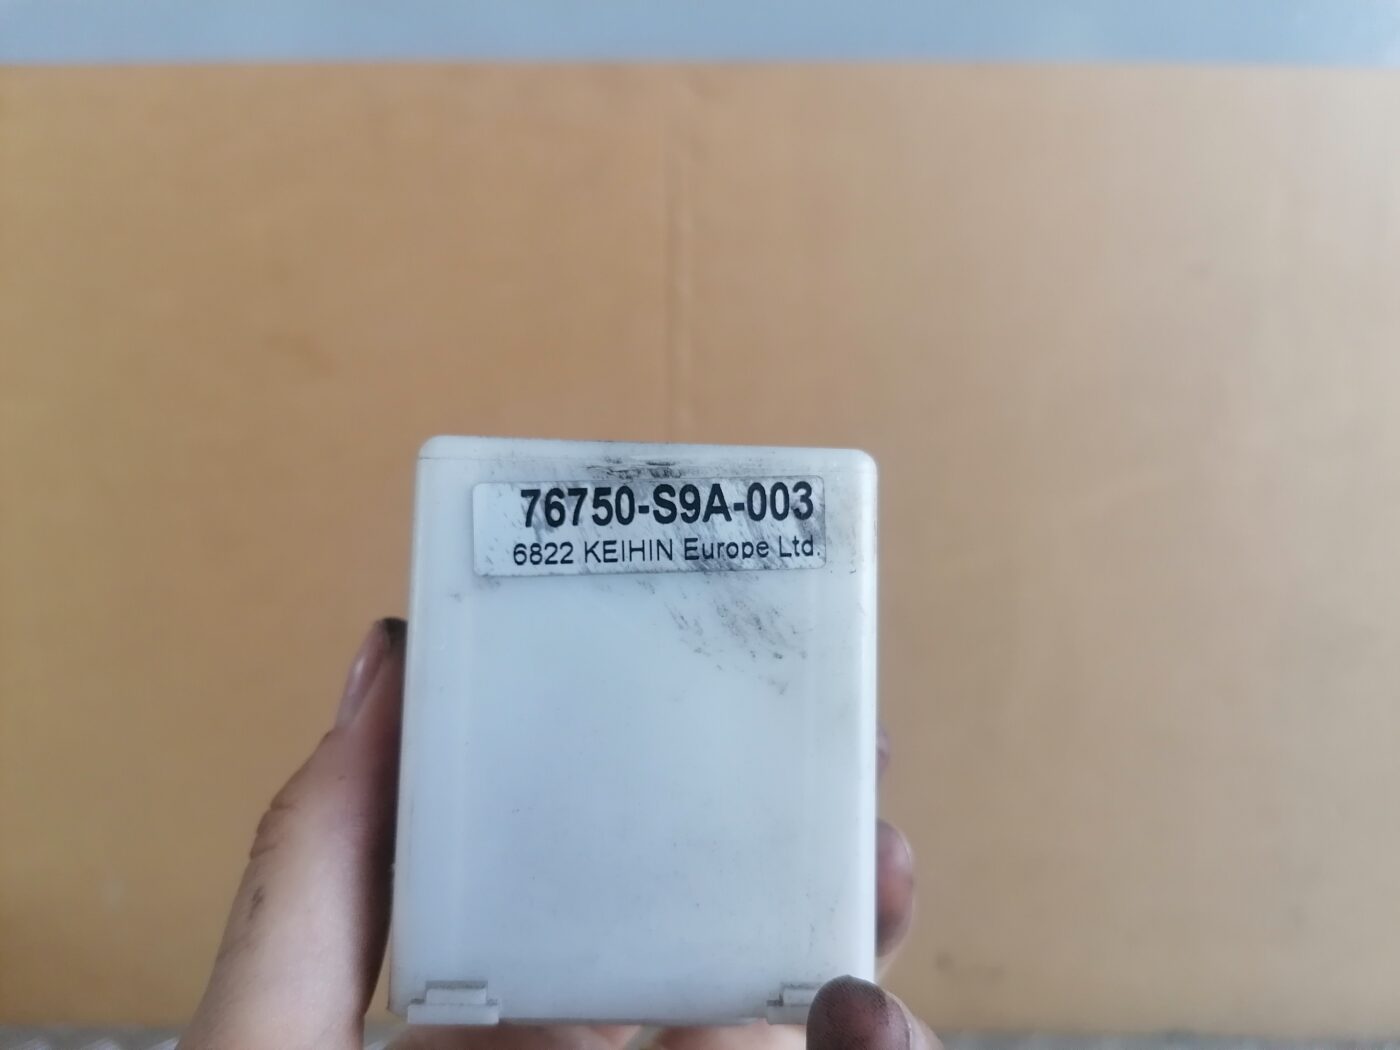 76750-S9A-003
6822 KEIHIN Europe Ltd.